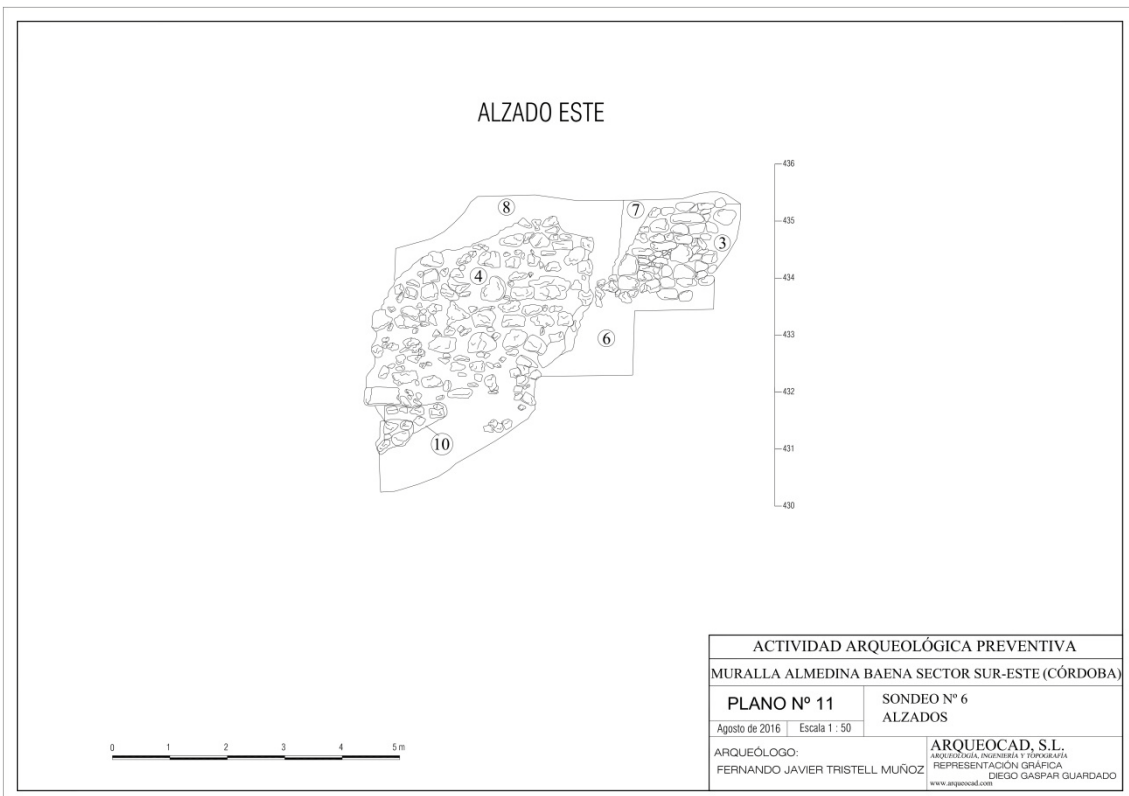 ALZADO ESTE
436
435
434
433
432
431
430
8
7
3
4
6
10
0 1 2 3 4 5 m
ACTIVIDAD ARQUEOLÓGICA PREVENTIVA
MURALLA ALMEDINA BAENA SECTOR SUR-ESTE (CÓRDOBA)
PLANO Nº 11
Agosto de 2016 Escala 1 : 50
SONDEO Nº 6
ALZADOS
ARQUEÓLOGO:
FERNANDO JAVIER TRISTELL MUÑOZ
ARQUEOCAD, S.L.
ARQUEOLOGÍA, INGENIERÍA Y TOPOGRAFÍA
REPRESENTACIÓN GRÁFICA
DIEGO GASPAR GUARDADO
www.arqueocad.com